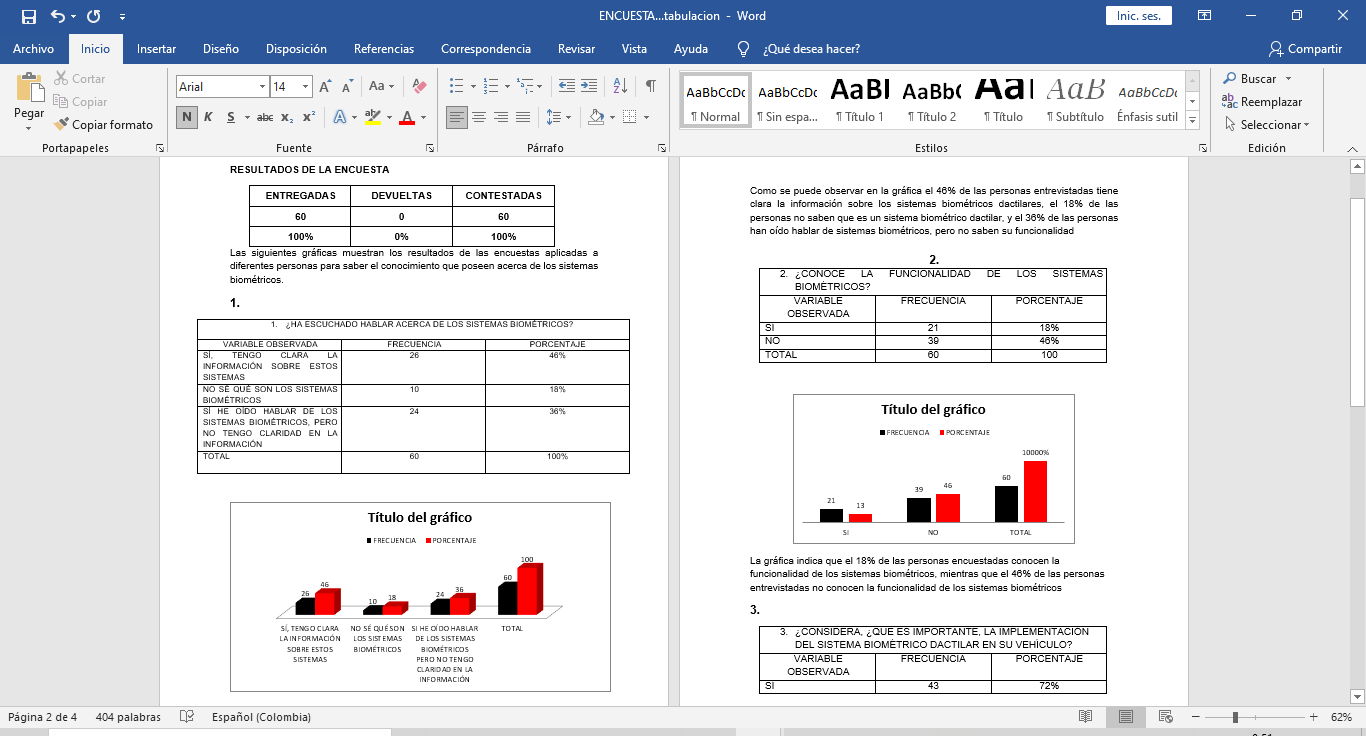 ENCUESTA...tabulacion - Word
Inic. ses.
Archivo Inicio Insertar Diseño Disposición Referencias Correspondencia Revisar Vista Ayuda ¿Qué desea hacer? Compartir
Pegar
Cortar
Copiar
Copiar formato
Portapapeles
Arial 14
N K S abc x₂ x²
Fuente
Párrafo
AaBbCcDc AaBbCcDc AaBl AaBb( AaI AaB AaBbCcDı
¶ Normal ¶ Sin espa... ¶ Título 1 ¶ Título 2 ¶ Título ¶ Subtítulo Énfasis sutil
Estilos
Buscar
Reemplazar
Seleccionar
Edición
RESULTADOS DE LA ENCUESTA
ENTREGADAS DEVUELTAS CONTESTADAS
60 0 60
100% 0% 100%
Las siguientes gráficas muestran los resultados de las encuestas aplicadas a
diferentes personas para saber el conocimiento que poseen acerca de los sistemas
biométricos.
1.
1. ¿HA ESCUCHADO HABLAR ACERCA DE LOS SISTEMAS BIOMÉTRICOS?
VARIABLE OBSERVADA FRECUENCIA PORCENTAJE
SÍ, TENGO CLARA LA 26 46%
INFORMACIÓN SOBRE ESTOS
SISTEMAS
NO SÉ QUÉ SON LOS SISTEMAS 10 18%
BIOMÉTRICOS
SI HE OÍDO HABLAR DE LOS 24 36%
SISTEMAS BIOMÉTRICOS, PERO
NO TENGO CLARIDAD EN LA
INFORMACIÓN
TOTAL 60 100%
Título del gráfico
FRECUENCIA PORCENTAJE
26 46 10 18 24 36 60 100
SÍ, TENGO CLARA
LA INFORMACIÓN
SOBRE ESTOS
SISTEMAS
NO SÉ QUÉ SON
LOS SISTEMAS
BIOMÉTRICOS
SI HE OÍDO HABLAR
DE LOS SISTEMAS
BIOMÉTRICOS
PERO NO TENGO
CLARIDAD EN LA
INFORMACIÓN
TOTAL
Como se puede observar en la gráfica el 46% de las personas entrevistadas tiene
clara la información sobre los sistemas biométricos dactilares, el 18% de las
personas no saben que es un sistema biométrico dactilar, y el 36% de las personas
han oído hablar de sistemas biométricos, pero no saben su funcionalidad
2.
2. ¿CONOCE LA FUNCIONALIDAD DE LOS SISTEMAS
BIOMÉTRICOS?
VARIABLE FRECUENCIA PORCENTAJE
OBSERVADA
SI 21 18%
NO 39 46%
TOTAL 60 100
Título del gráfico
FRECUENCIA PORCENTAJE
21 13 39 46 60 10000%
SI NO TOTAL
La gráfica indica que el 18% de las personas encuestadas conocen la
funcionalidad de los sistemas biométricos, mientras que el 46% de las personas
entrevistadas no conocen la funcionalidad de los sistemas biométricos
3.
3. ¿CONSIDERA, ¿QUE ES IMPORTANTE, LA IMPLEMENTACION
DEL SISTEMA BIOMÉTRICO DACTILAR EN SU VEHÍCULO?
VARIABLE FRECUENCIA PORCENTAJE
OBSERVADA
SI 43 72%
Página 2 de 4 404 palabras Español (Colombia) 62%